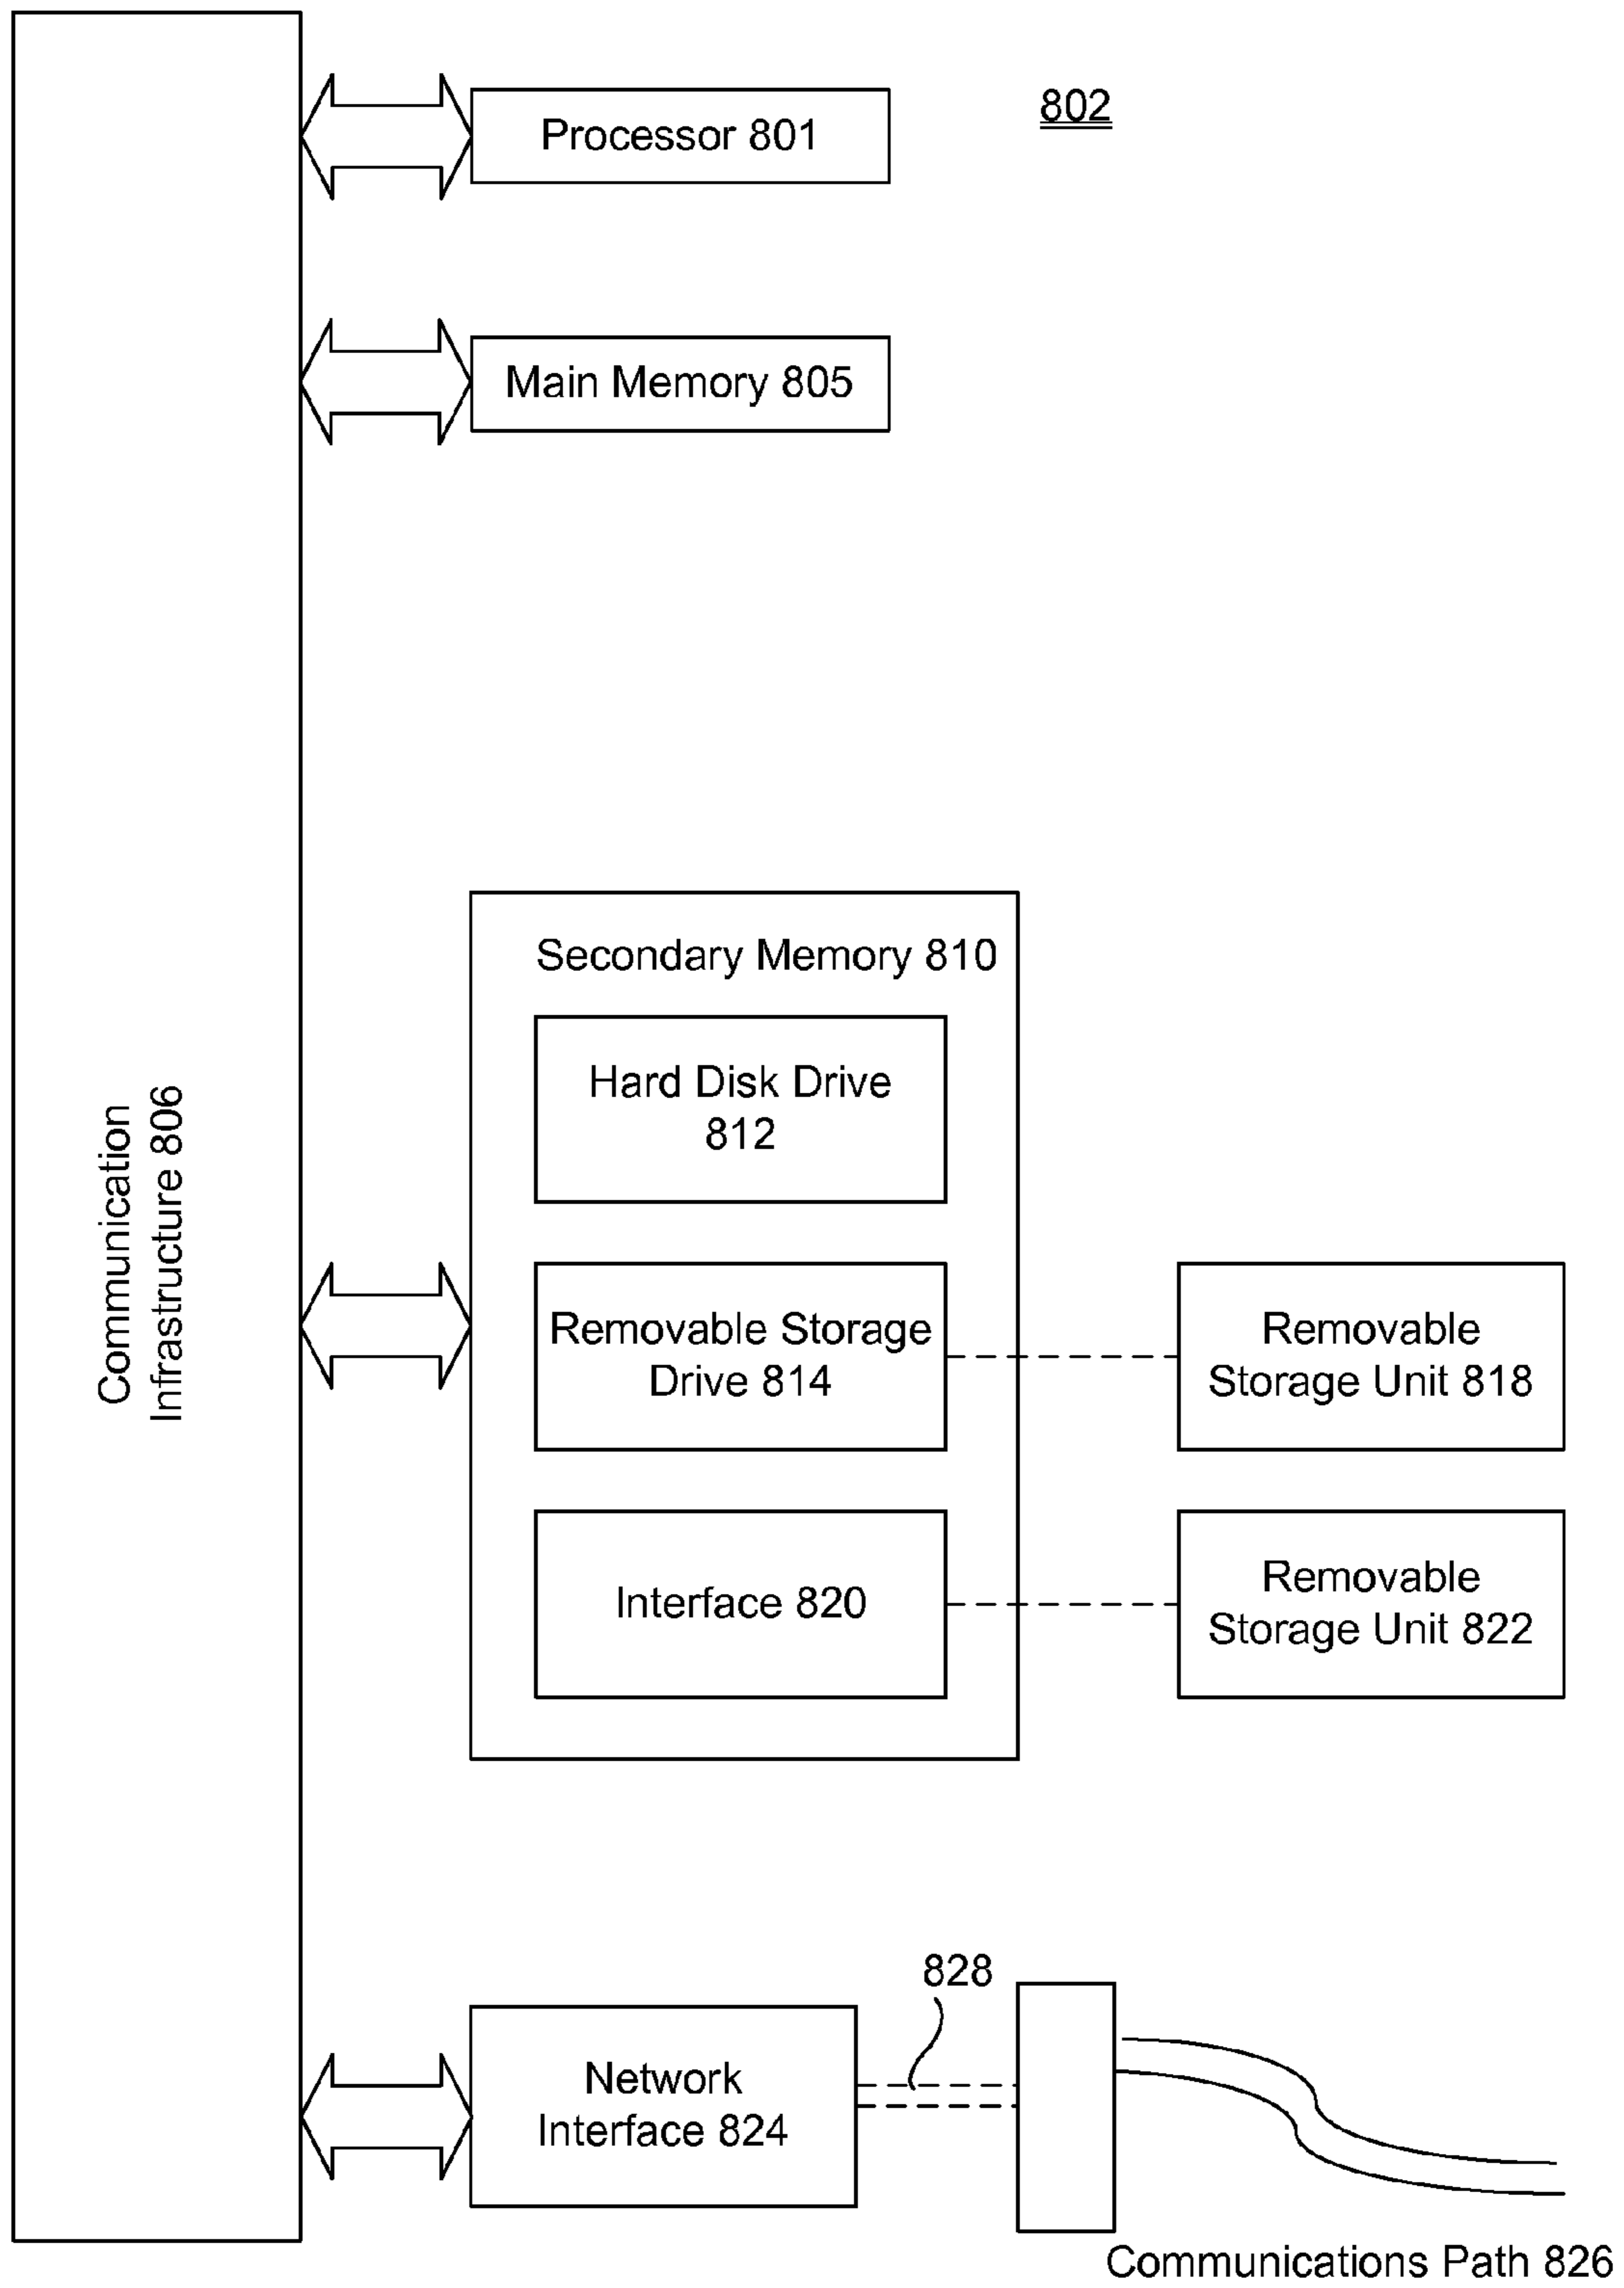 802
Processor 801
Main Memory 805
Communication
Infrastructure 806
Secondary Memory 810
Hard Disk Drive
812
Removable Storage
Drive 814
Removable
Storage Unit 818
Interface 820
Removable
Storage Unit 822
828
Network
Interface 824
Communications Path 826